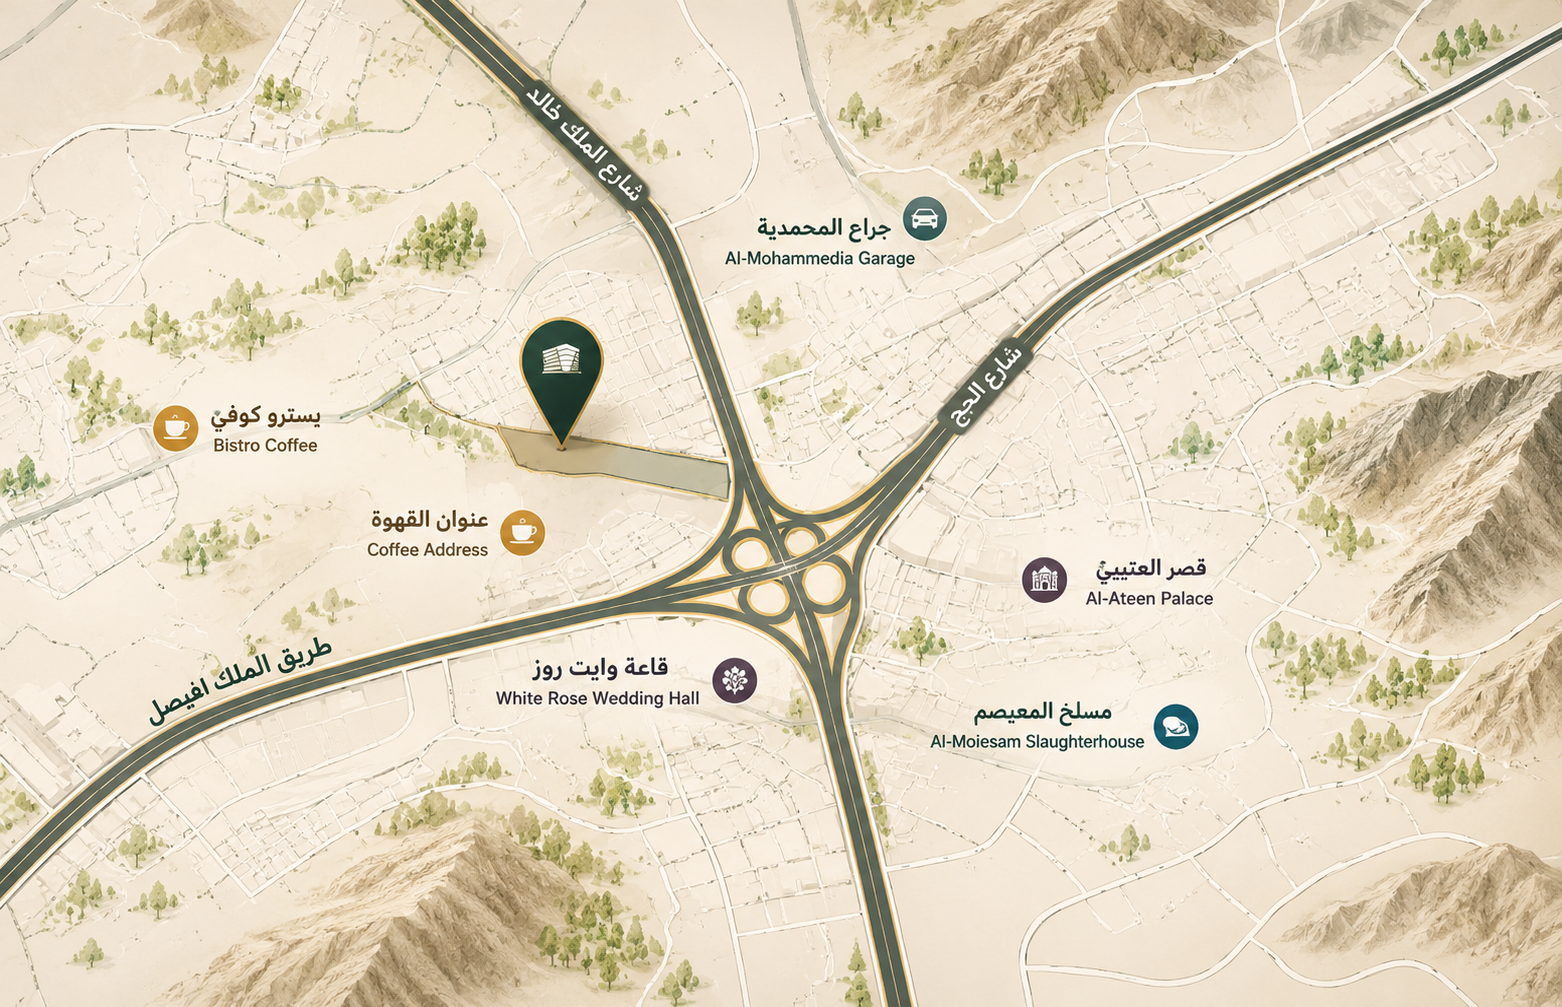 شارع الملك خالد
جراع المحمدية
Al-Mohammedia Garage
شارع الحج
يسترو كوفي
Bistro Coffee
عنوان القهوة
Coffee Address
قصر العتيبي
Al-Ateen Palace
طريق الملك افيصل
قاعة وايت روز
White Rose Wedding Hall
مسلخ المعيصم
Al-Moiesam Slaughterhouse